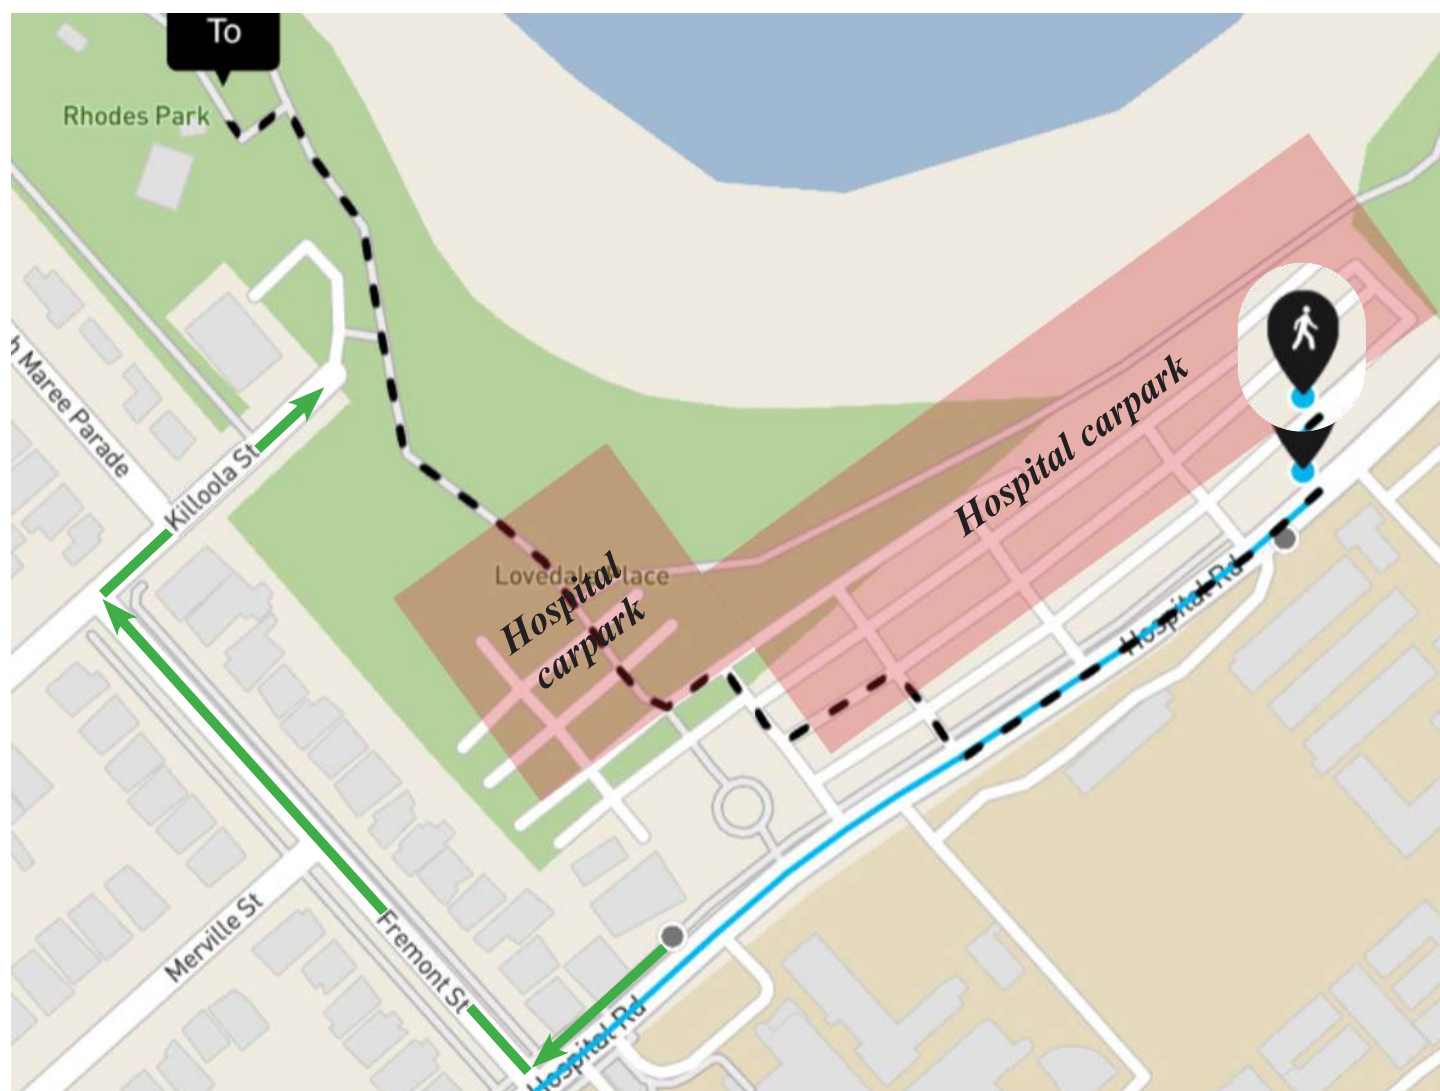 To
Rhodes Park
h Maree Parade
Killoola St
Lovedale Place
Hospital
carpark
Hospital carpark
Hospital Rd
Merville St
Fremont St
Hospital Rd